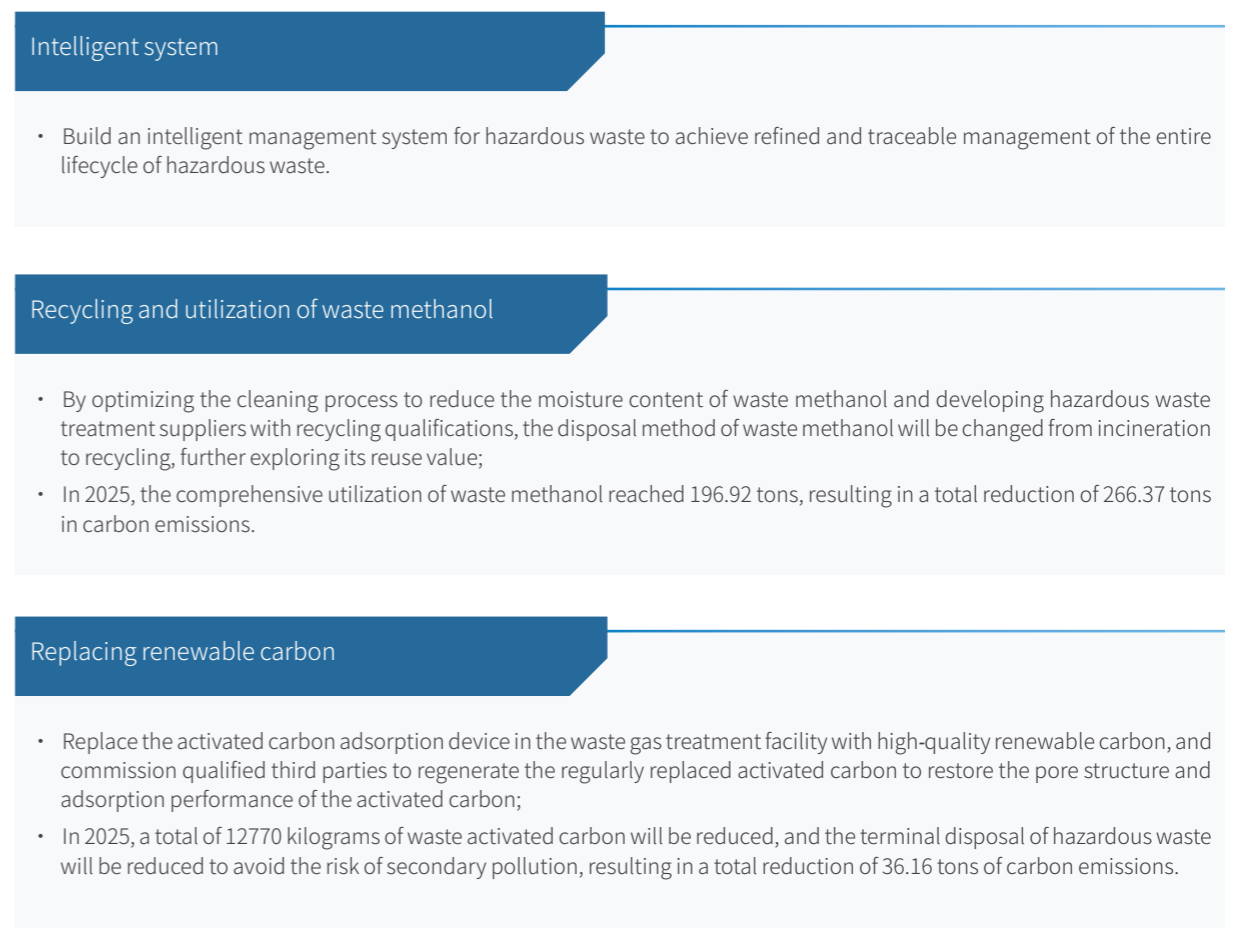 Intelligent system
· Build an intelligent management system for hazardous waste to achieve refined and traceable management of the entire
lifecycle of hazardous waste.
Recycling and utilization of waste methanol
· By optimizing the cleaning process to reduce the moisture content of waste methanol and developing hazardous waste
treatment suppliers with recycling qualifications, the disposal method of waste methanol will be changed from incineration
to recycling, further exploring its reuse value;
· In 2025, the comprehensive utilization of waste methanol reached 196.92 tons, resulting in a total reduction of 266.37 tons
in carbon emissions.
Replacing renewable carbon
· Replace the activated carbon adsorption device in the waste gas treatment facility with high-quality renewable carbon, and
commission qualified third parties to regenerate the regularly replaced activated carbon to restore the pore structure and
adsorption performance of the activated carbon;
· In 2025, a total of 12770 kilograms of waste activated carbon will be reduced, and the terminal disposal of hazardous waste
will be reduced to avoid the risk of secondary pollution, resulting in a total reduction of 36.16 tons of carbon emissions.